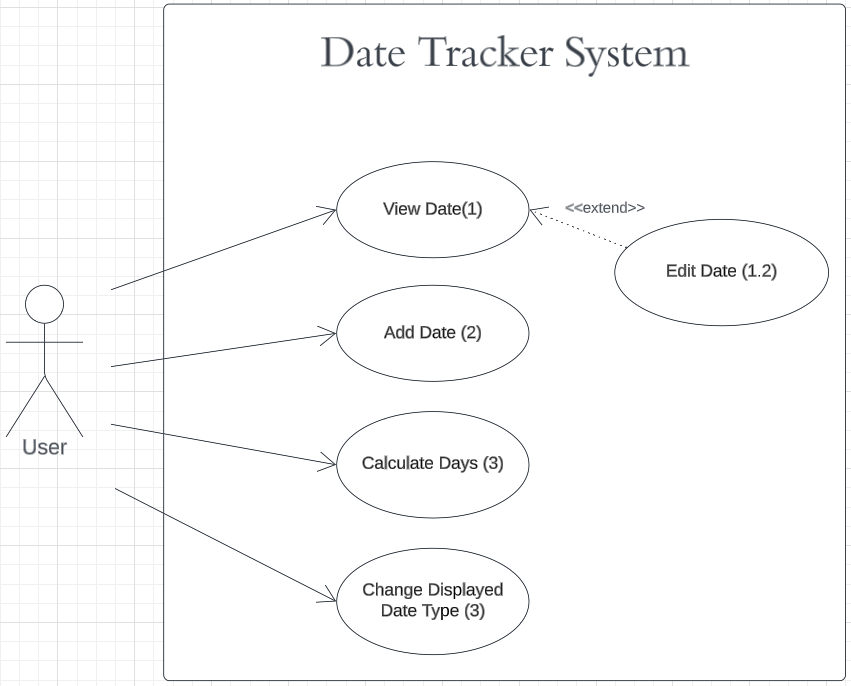 Date Tracker System
View Date(1)
<<extend>>
Edit Date (1.2)
Add Date (2)
User
Calculate Days (3)
Change Displayed
Date Type (3)